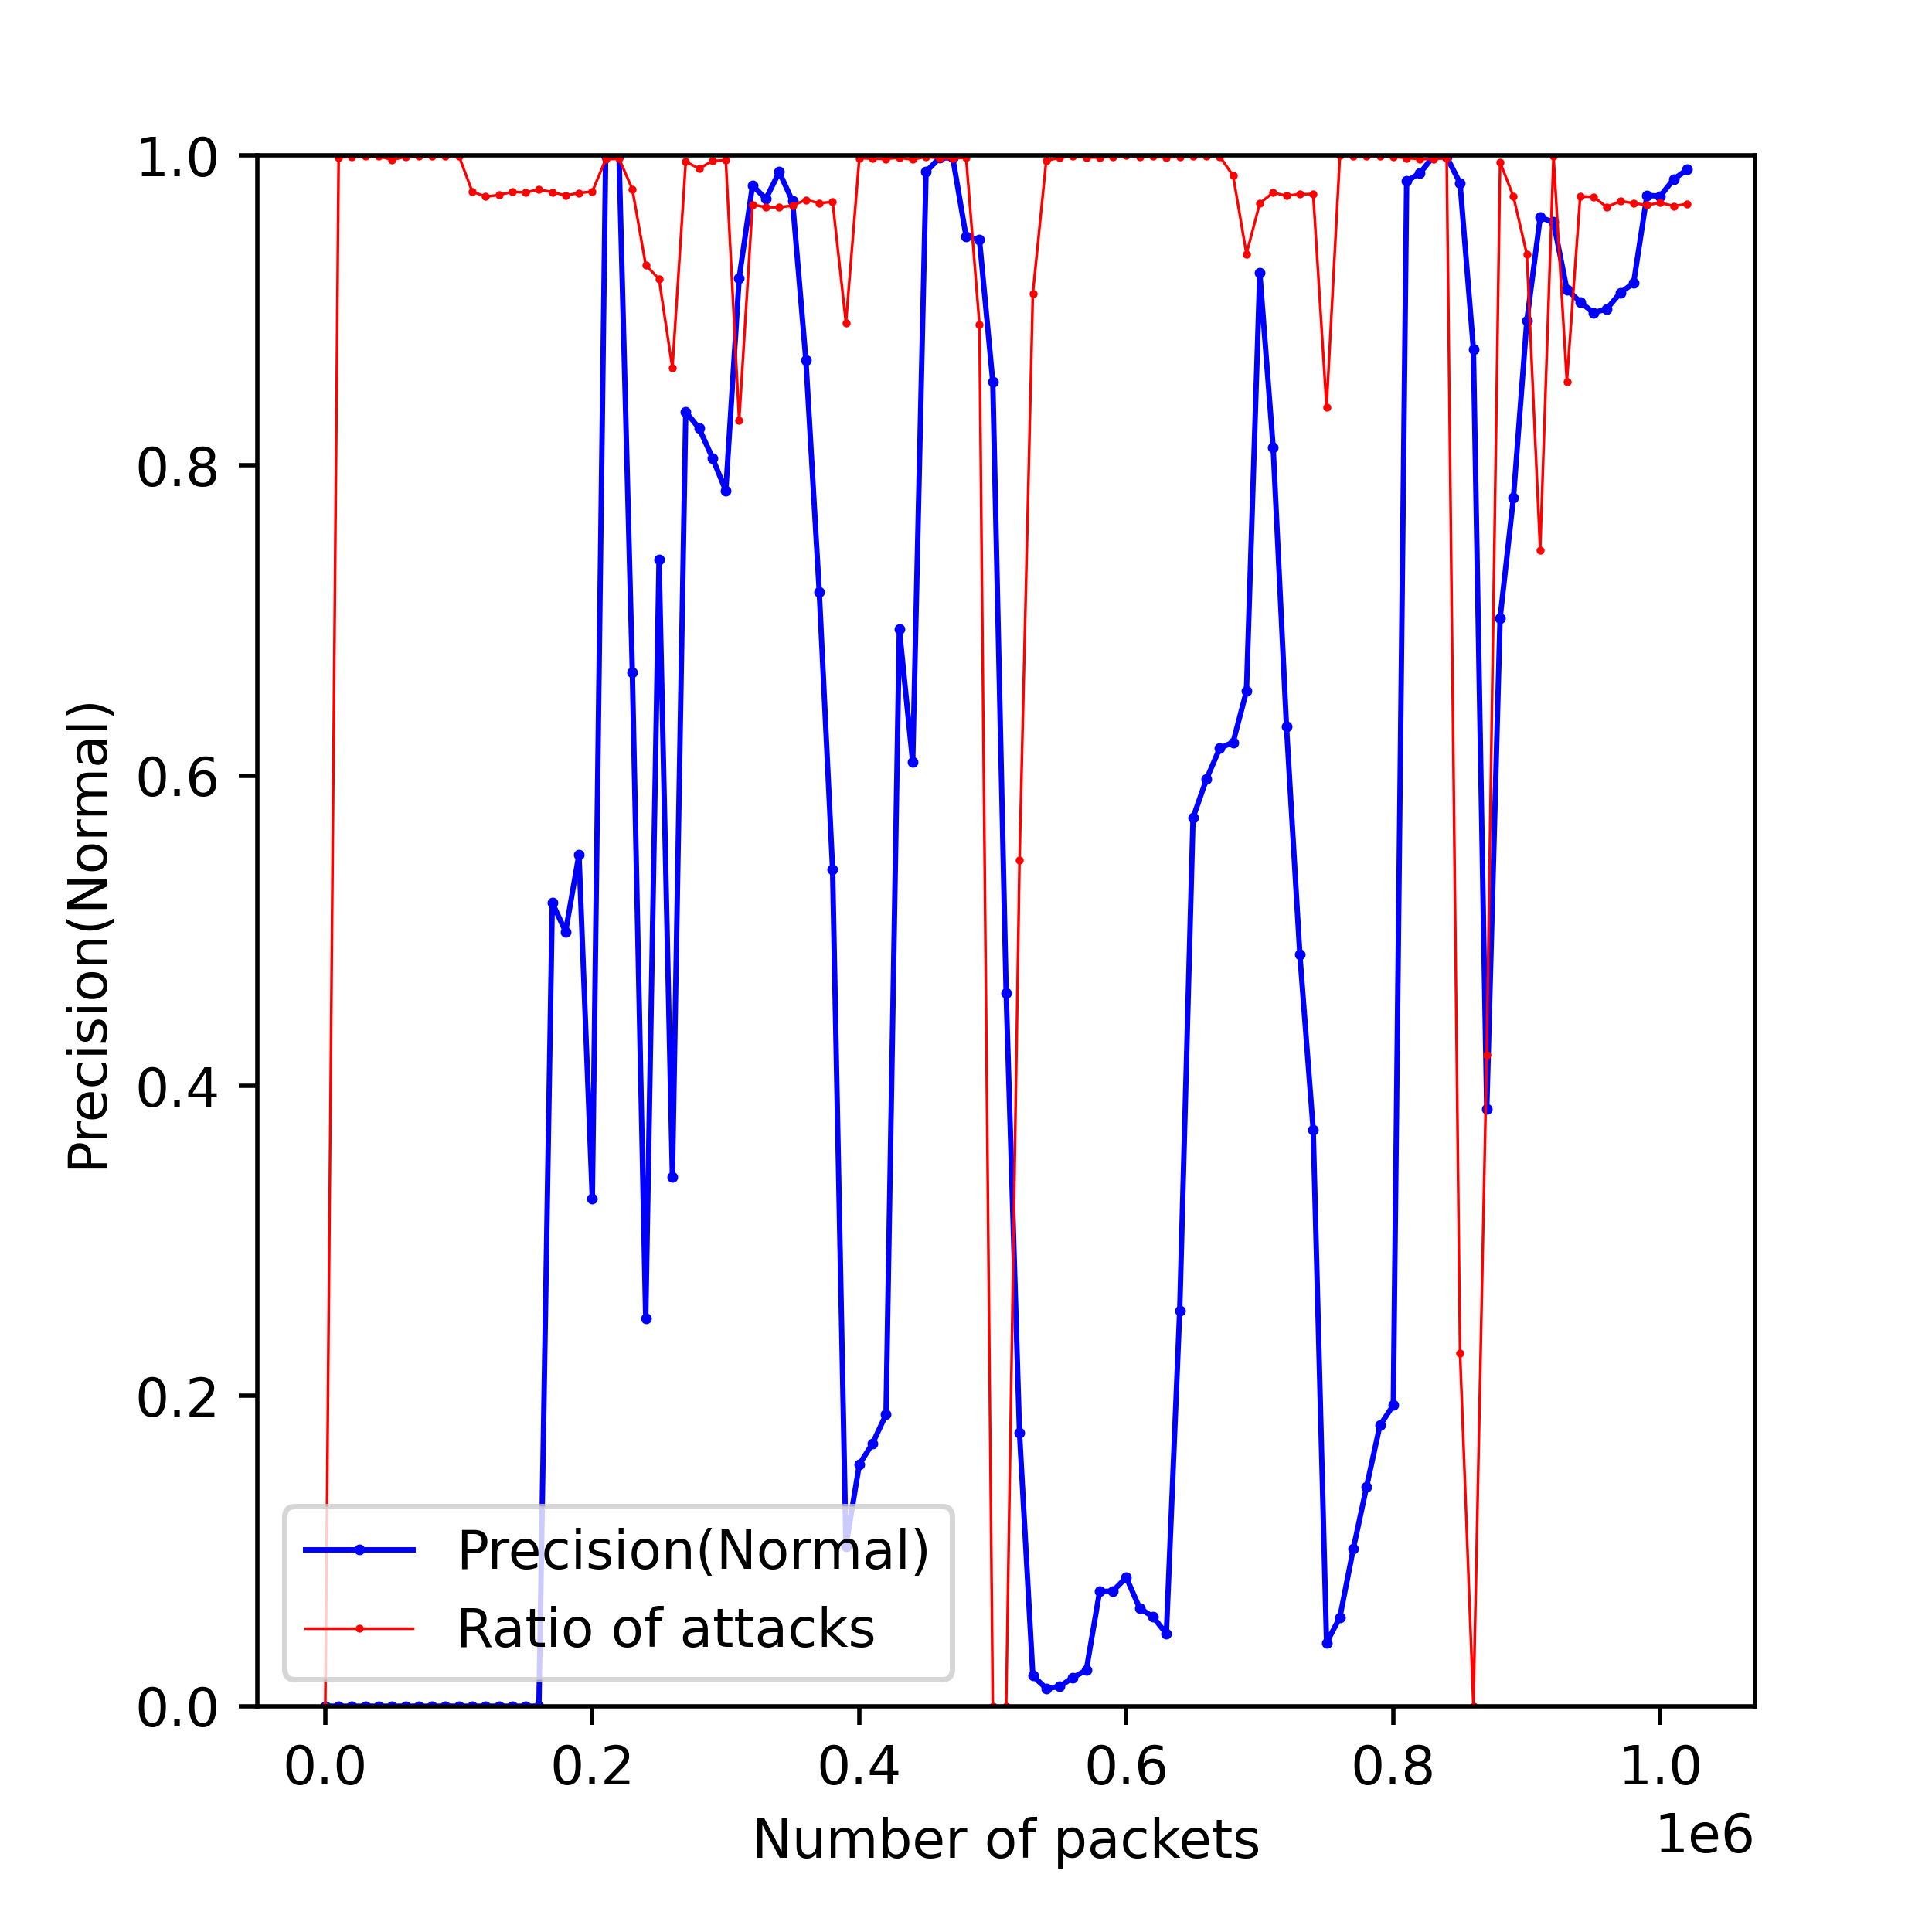 1.0
0.8
0.6
0.4
0.2
0.0
Precision(Normal)
Precision(Normal)
Ratio of attacks
0.0 0.2 0.4 0.6 0.8 1.0
Number of packets
1e6